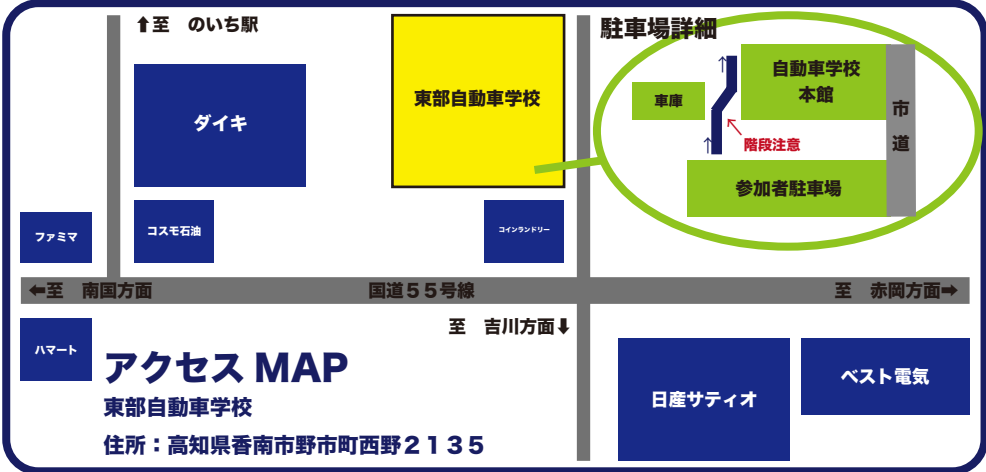 ⬆至　のいち駅
駐車場詳細
東部自動車学校
ダイキ
自動車学校
本館
車庫
↑
市
道
↑
階段注意
参加者駐車場
ファミマ
コスモ石油
コインランドリー
⬅至　南国方面
国道５５号線
至　赤岡方面➡
至　吉川方面⬇
ハマート
アクセス MAP
東部自動車学校
住所：高知県香南市野市町西野２１３５
日産サティオ
ベスト電気